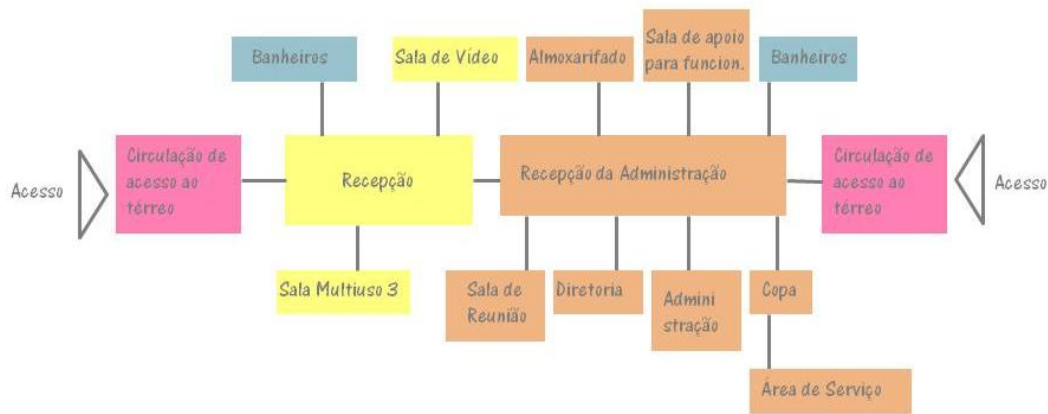 Banheiros
Sala de Vídeo
Almoxarifado
Sala de apoio
para funcion.
Banheiros
Acesso
Circulação de
acesso ao
térreo
Recepção
Recepção da Administração
Circulação de
acesso ao
térreo
Acesso
Sala Multiuso 3
Sala de
Reunião
Diretoria
Admini
stração
Copa
Área de Serviço